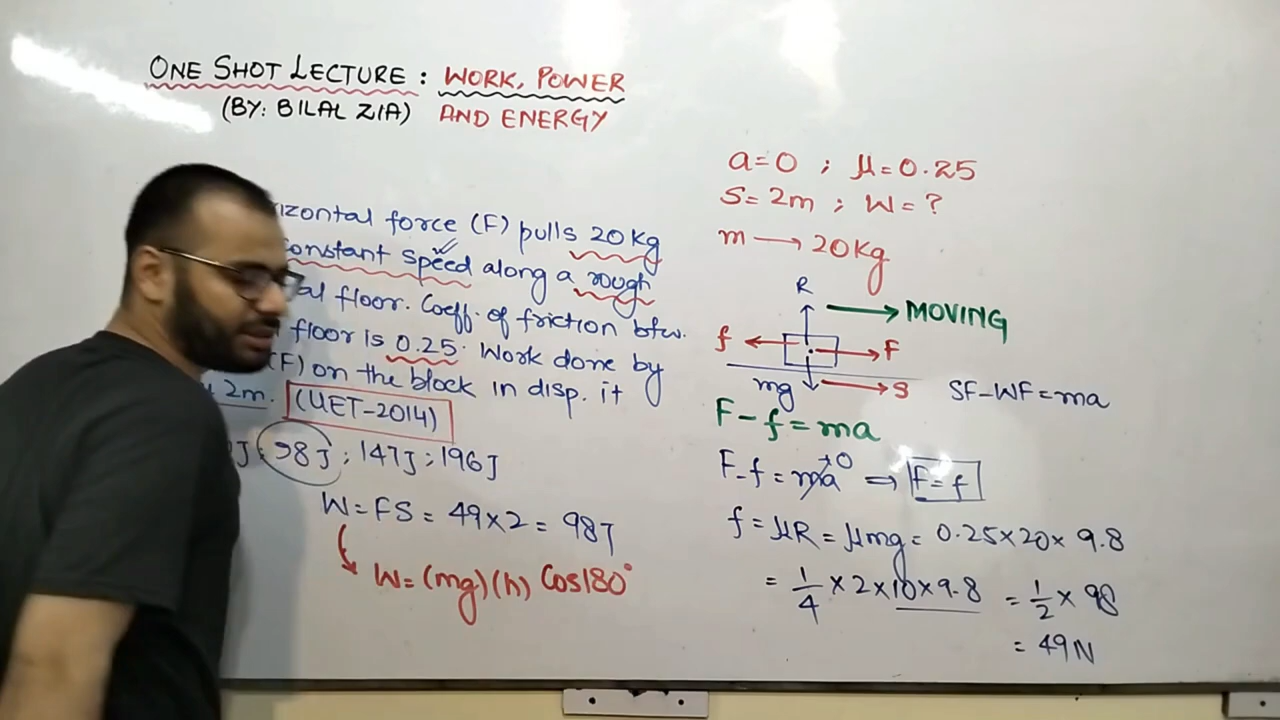 ONE SHOT LECTURE : WORK, POWER
(BY: BILAL ZIA) AND ENERGY
izontal force (F) pulls 20 kg
constant speed along a rough
al floor. Coeff. of friction btw.
floor is 0.25. Work done by
(F) on the block in disp. it
2m. (UET-2014)
J ; 98J ; 147J ; 196J
W = FS = 49×2 = 98J
W = (mg)(h) Cos180°
a=0 ; μ=0.25
S=2m ; W=?
m → 20Kg
R
MOVING
f F
mg S SF-WF=ma
F-f=ma
F-f=ma→0 ⇒ F=f
f=μR=μmg=0.25×20×9.8
= 1/4 ×2×10×9.8 = 1/2 × 98
= 49N